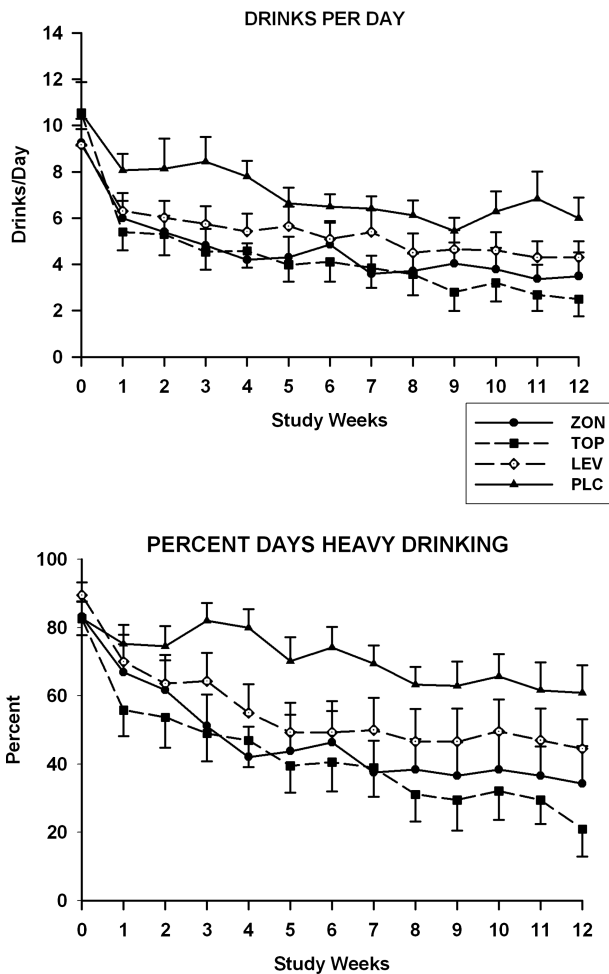 DRINKS PER DAY
14
12
10
8
6
4
2
0
Drinks/Day
0 1 2 3 4 5 6 7 8 9 10 11 12
Study Weeks
ZON
TOP
LEV
PLC
PERCENT DAYS HEAVY DRINKING
100
80
60
40
20
0
Percent
0 1 2 3 4 5 6 7 8 9 10 11 12
Study Weeks